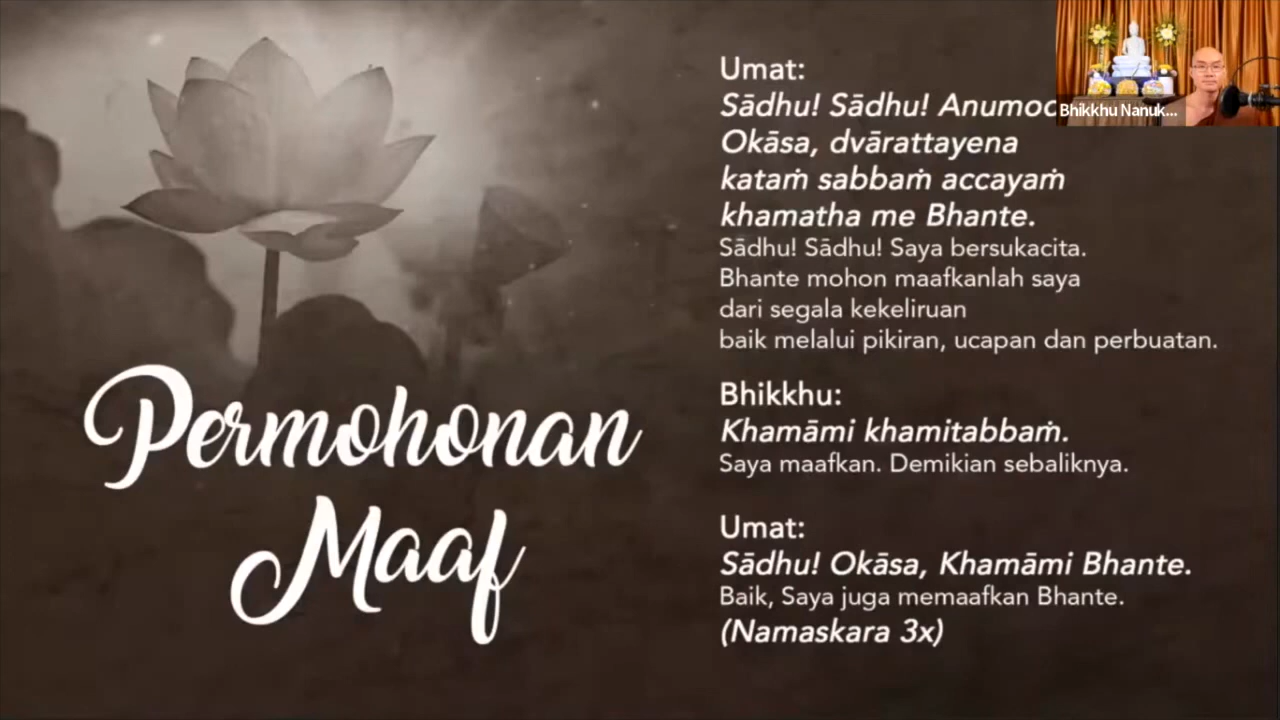 Permohonan
Maaf
Umat:
Sādhu! Sādhu!
Okāsa, dvārattayena
kataṁ sabbaṁ accayaṁ
khamatha me Bhante.
Sādhu! Sādhu! Saya bersukacita.
Bhante mohon maafkanlah saya
dari segala kekeliruan
baik melalui pikiran, ucapan dan perbuatan.
Bhikkhu:
Khamāmi khamitabbaṁ.
Saya maafkan. Demikian sebaliknya.
Umat:
Sādhu! Okāsa, Khamāmi Bhante.
Baik, Saya juga memaafkan Bhante.
(Namaskara 3x)
Bhikkhu Nanuk...